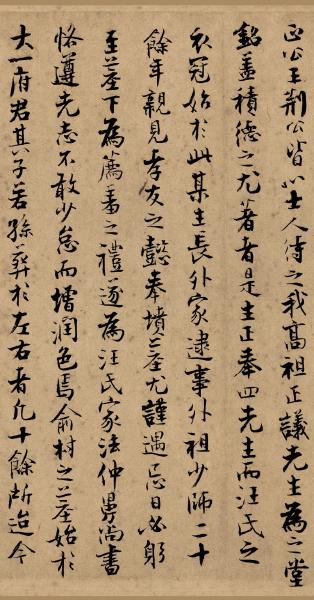 正公王荆公皆以士人待之我高祖正議先生為之堂
銘盖積德之尤著者是生正奉四先生而汪氏之
衣冠始於此某生長外家逮事外祖少師二十
餘年親見孝友之懿奉墳菴尤謹遇忌日必躬
至菴下為薦羞之禮遂為汪氏家法仲舅尚書
恪遵先志不敢少怠而增潤色焉俞村之菴始於
大一府君其子若孫葬於左右者凢十餘所迨今